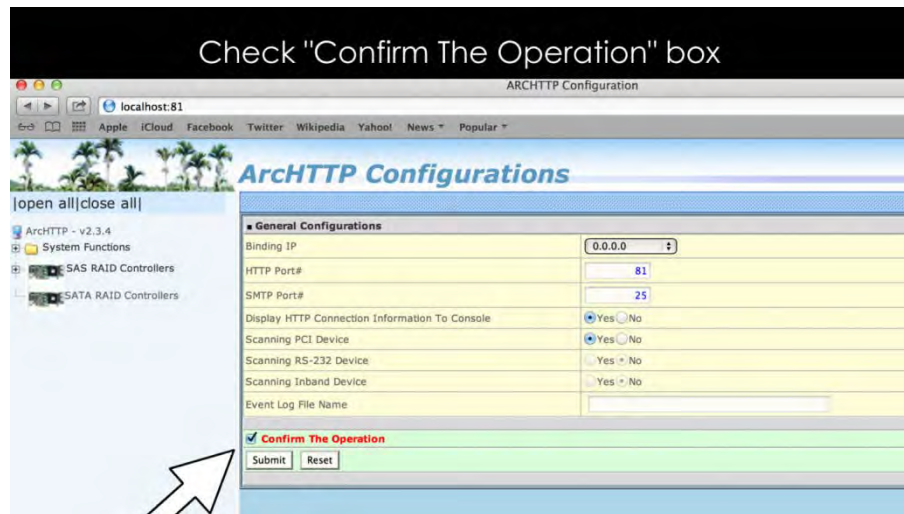 Check "Confirm The Operation" box
ARCHTTP Configuration
localhost:81
Apple iCloud Facebook Twitter Wikipedia Yahoo! News Popular
ArcHTTP Configurations
|open all|close all|
ArcHTTP - v2.3.4
System Functions
SAS RAID Controllers
SATA RAID Controllers
General Configurations
Binding IP 0.0.0.0
HTTP Port# 81
SMTP Port# 25
Display HTTP Connection Information To Console Yes No
Scanning PCI Device Yes No
Scanning RS-232 Device Yes No
Scanning Inband Device Yes No
Event Log File Name
Confirm The Operation
Submit Reset